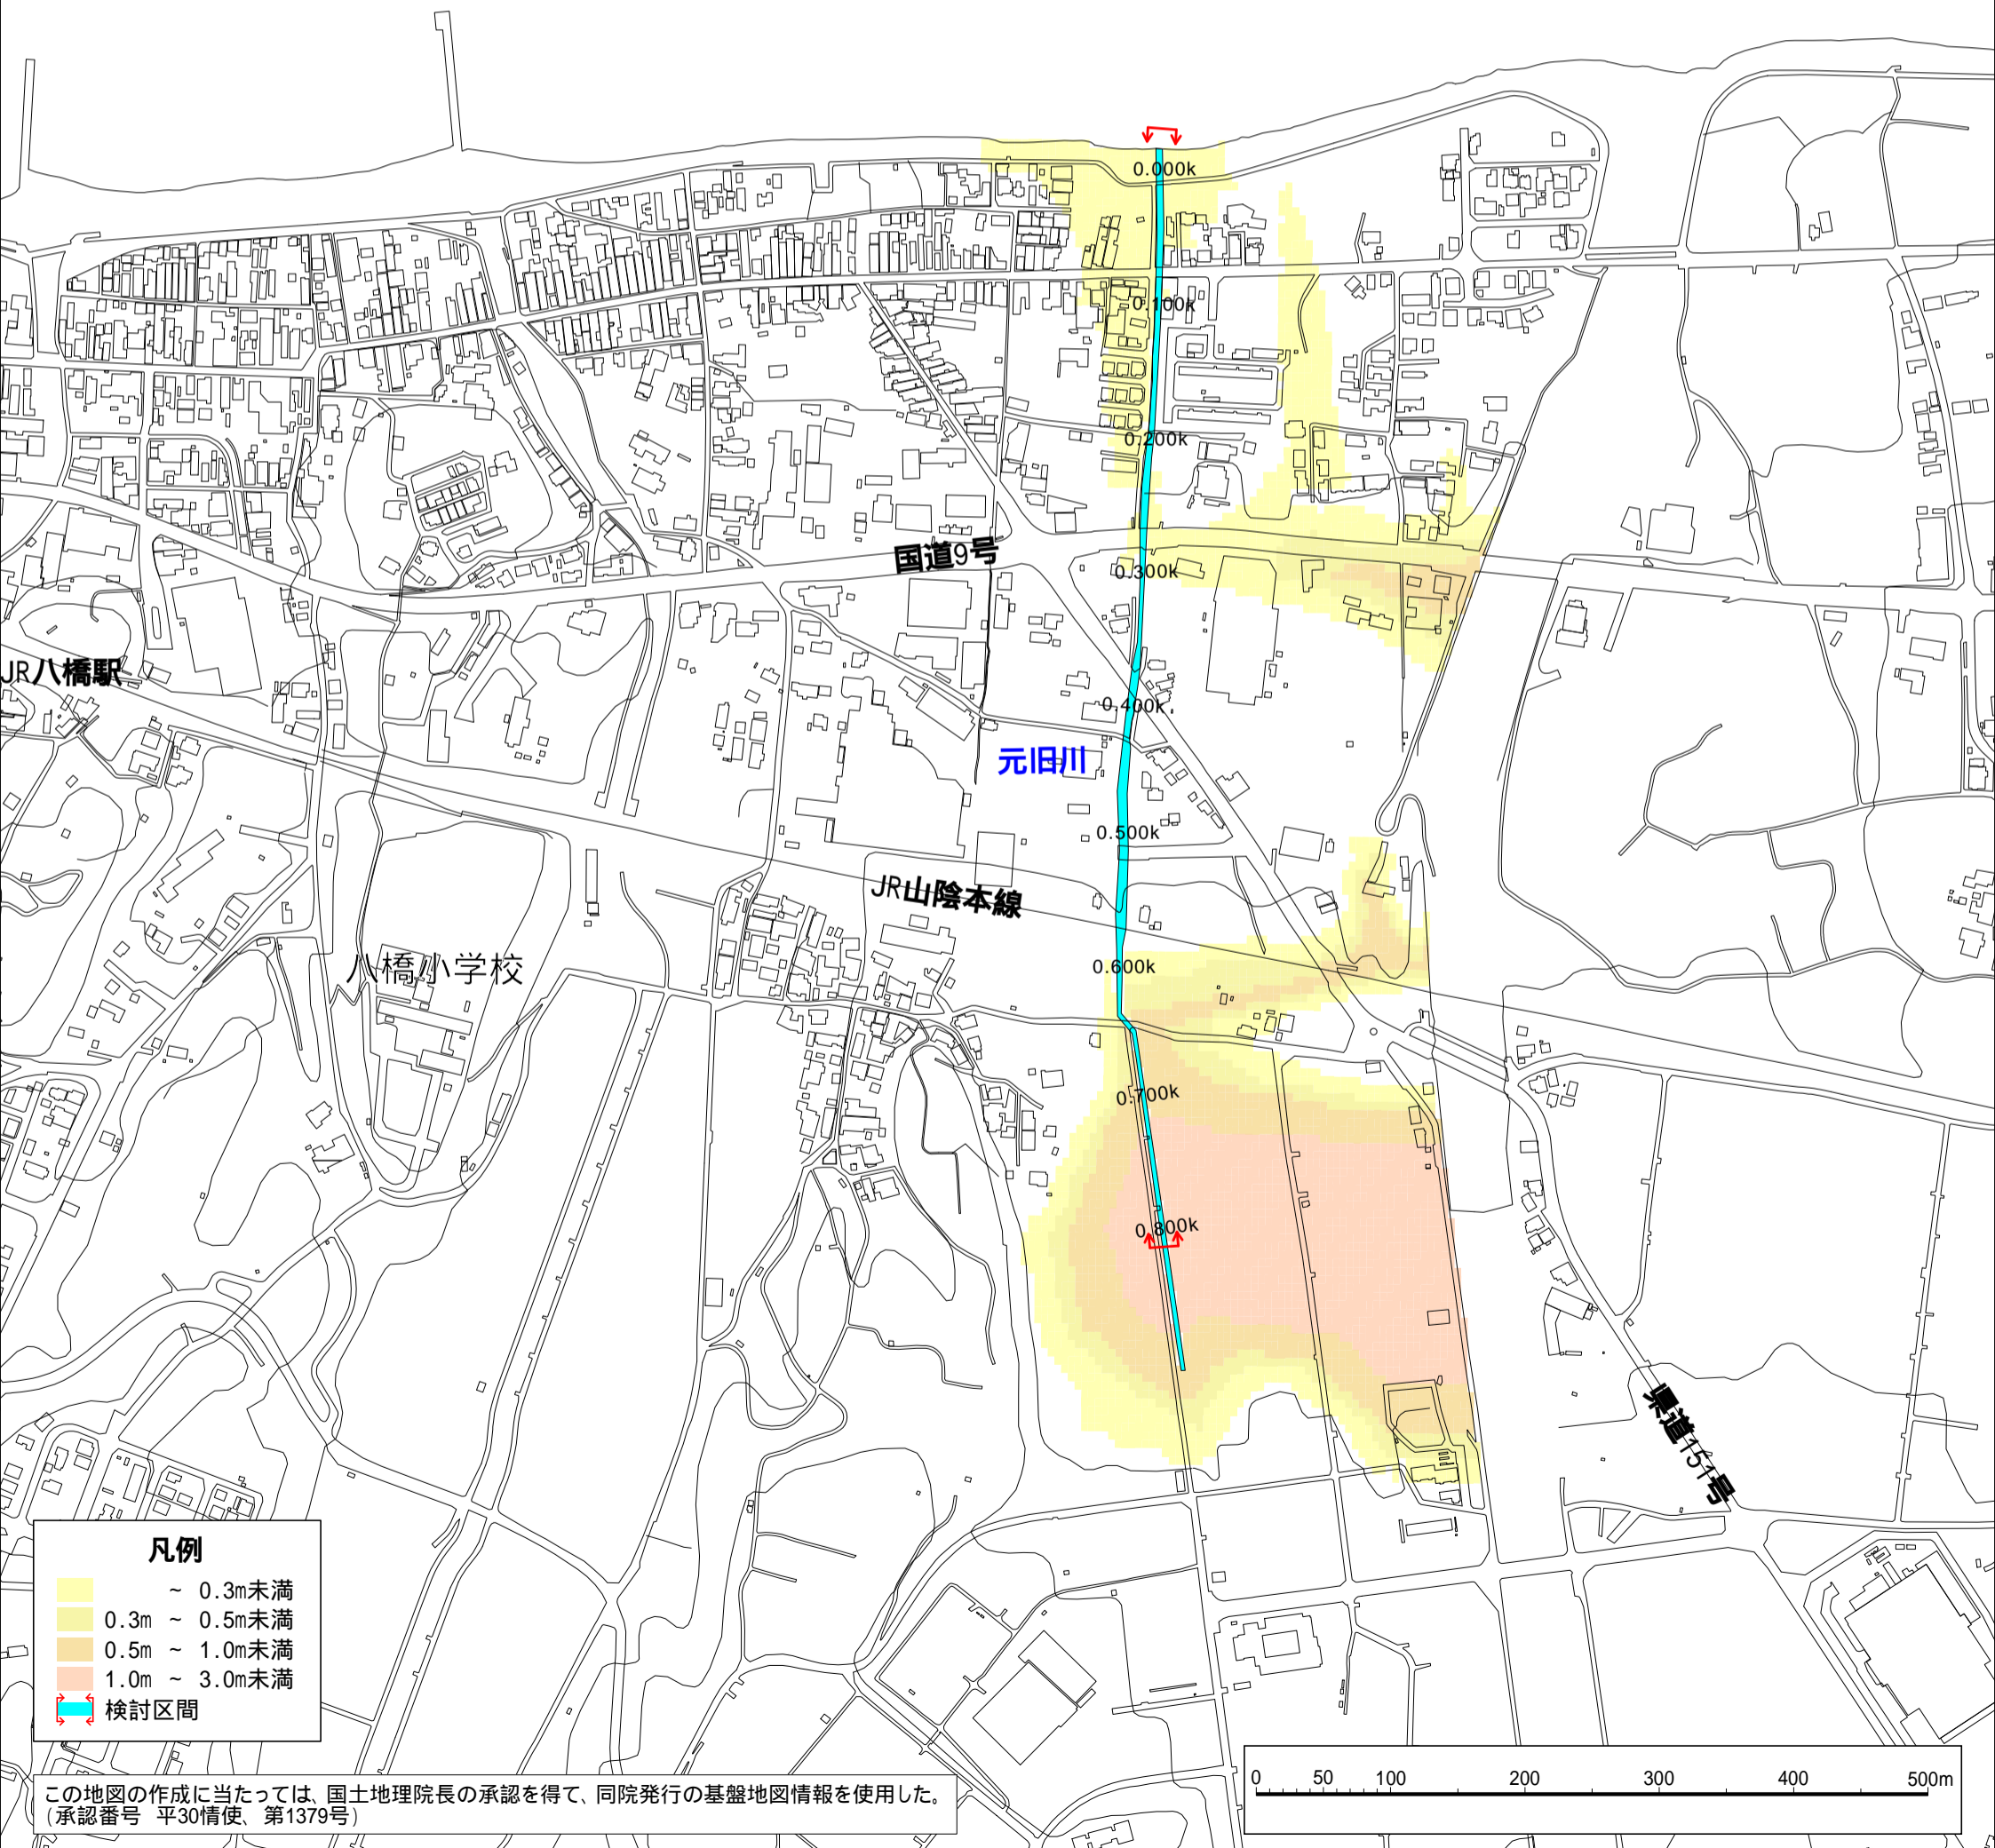 0.000k
0.100k
0.200k
国道9号
0.300k
JR八橋駅
0.400k
元旧川
0.500k
JR山陰本線
八橋小学校
0.600k
0.700k
0.800k
県道151号
凡例
~ 0.3m未満
0.3m ~ 0.5m未満
0.5m ~ 1.0m未満
1.0m ~ 3.0m未満
検討区間
0 50 100 200 300 400 500m
この地図の作成に当たっては、国土地理院長の承認を得て、同院発行の基盤地図情報を使用した。
(承認番号 平30情使、第1379号)